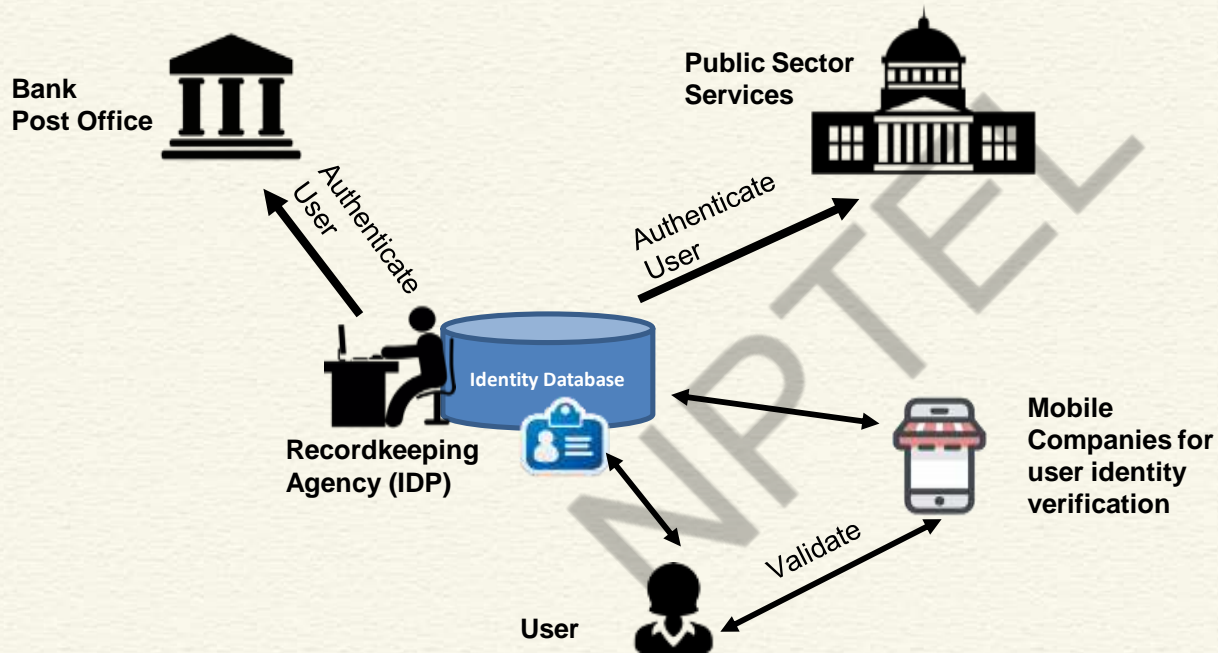 Bank
Post Office
Public Sector
Services
Authenticate
User
Authenticate
User
Identity Database
Recordkeeping
Agency (IDP)
Mobile
Companies for
user identity
verification
Validate
User
NPTEL